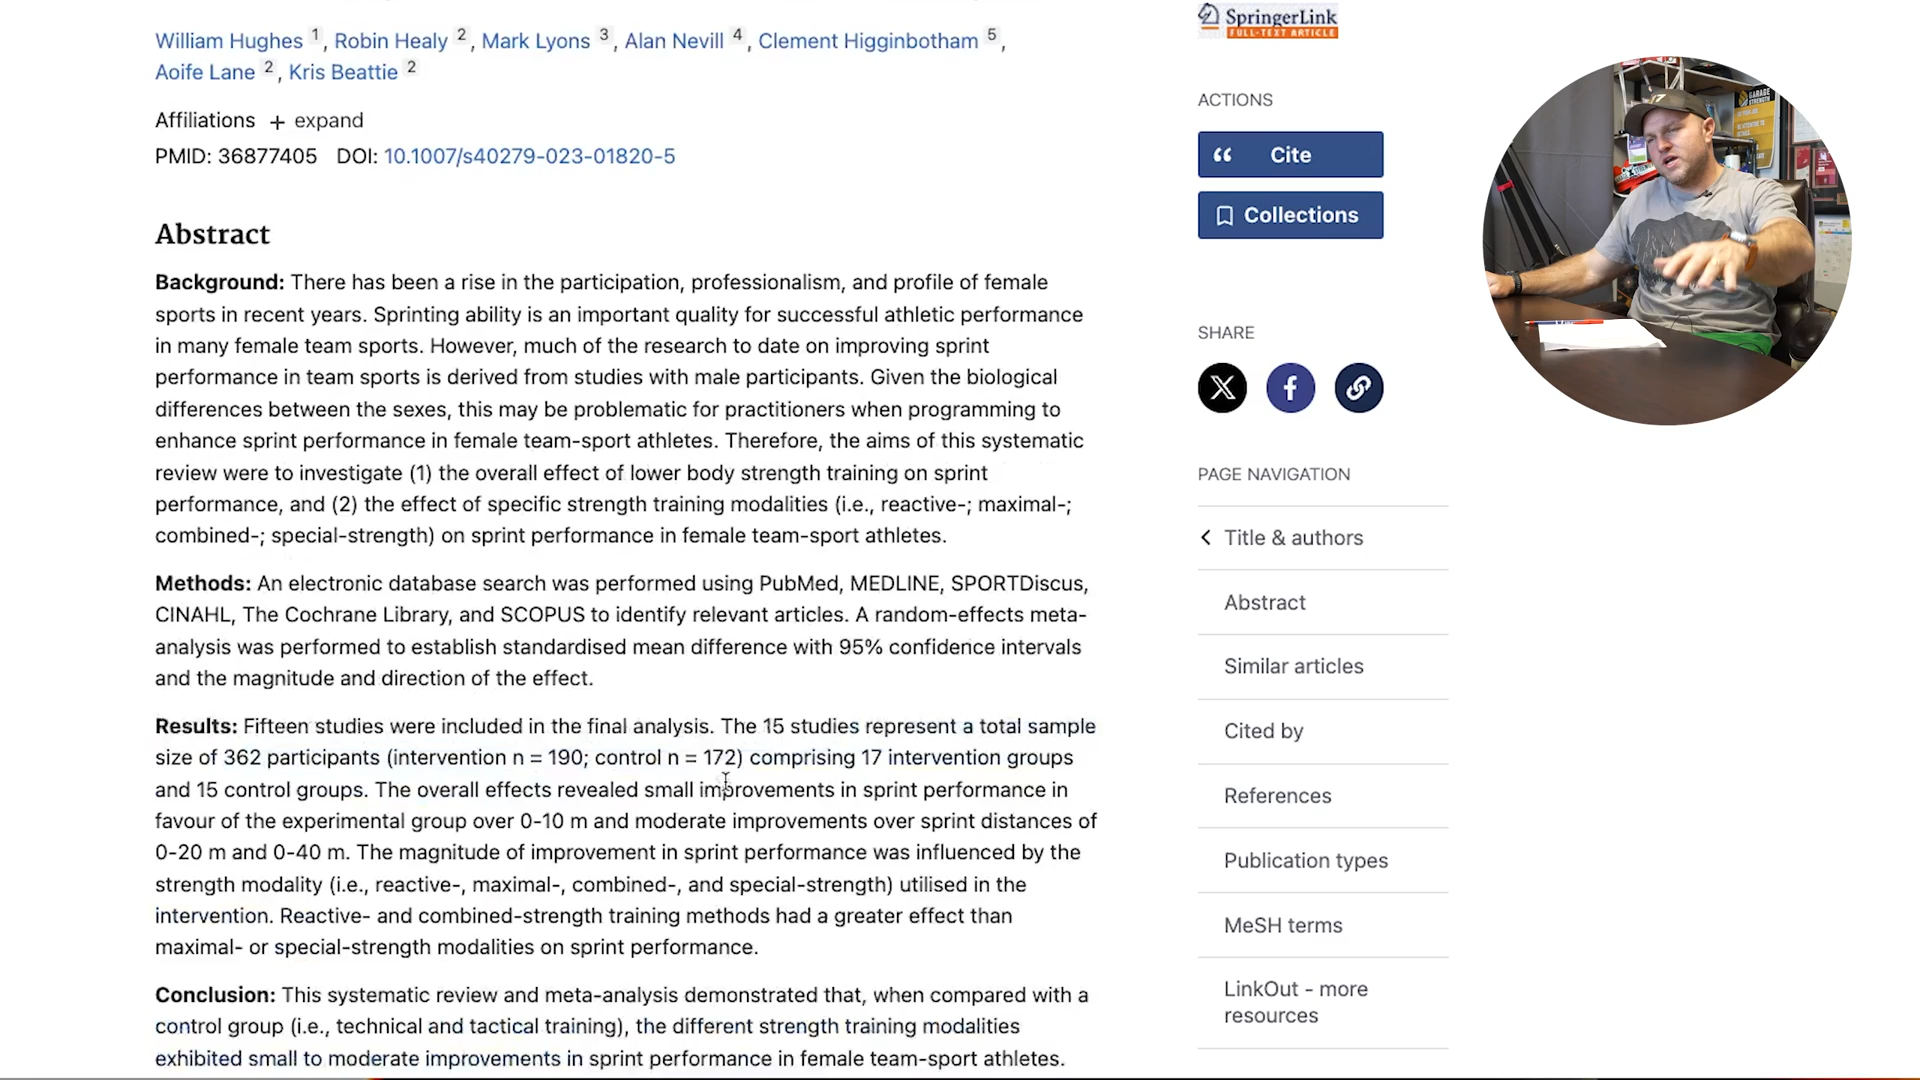 William Hughes 1, Robin Healy 2, Mark Lyons 3, Alan Nevill 4, Clement Higginbotham 5,
Aoife Lane 2, Kris Beattie 2
Affiliations + expand
PMID: 36877405 DOI: 10.1007/s40279-023-01820-5
Abstract
Background: There has been a rise in the participation, professionalism, and profile of female
sports in recent years. Sprinting ability is an important quality for successful athletic performance
in many female team sports. However, much of the research to date on improving sprint
performance in team sports is derived from studies with male participants. Given the biological
differences between the sexes, this may be problematic for practitioners when programming to
enhance sprint performance in female team-sport athletes. Therefore, the aims of this systematic
review were to investigate (1) the overall effect of lower body strength training on sprint
performance, and (2) the effect of specific strength training modalities (i.e., reactive-; maximal-;
combined-; special-strength) on sprint performance in female team-sport athletes.
Methods: An electronic database search was performed using PubMed, MEDLINE, SPORTDiscus,
CINAHL, The Cochrane Library, and SCOPUS to identify relevant articles. A random-effects meta-
analysis was performed to establish standardised mean difference with 95% confidence intervals
and the magnitude and direction of the effect.
Results: Fifteen studies were included in the final analysis. The 15 studies represent a total sample
size of 362 participants (intervention n = 190; control n = 172) comprising 17 intervention groups
and 15 control groups. The overall effects revealed small improvements in sprint performance in
favour of the experimental group over 0-10 m and moderate improvements over sprint distances of
0-20 m and 0-40 m. The magnitude of improvement in sprint performance was influenced by the
strength modality (i.e., reactive-, maximal-, combined-, and special-strength) utilised in the
intervention. Reactive- and combined-strength training methods had a greater effect than
maximal- or special-strength modalities on sprint performance.
Conclusion: This systematic review and meta-analysis demonstrated that, when compared with a
control group (i.e., technical and tactical training), the different strength training modalities
exhibited small to moderate improvements in sprint performance in female team-sport athletes.
SpringerLink
FULL-TEXT ARTICLE
ACTIONS
Cite
Collections
SHARE
PAGE NAVIGATION
Title & authors
Abstract
Similar articles
Cited by
References
Publication types
MeSH terms
LinkOut - more
resources
GARAGE
STRENGTH